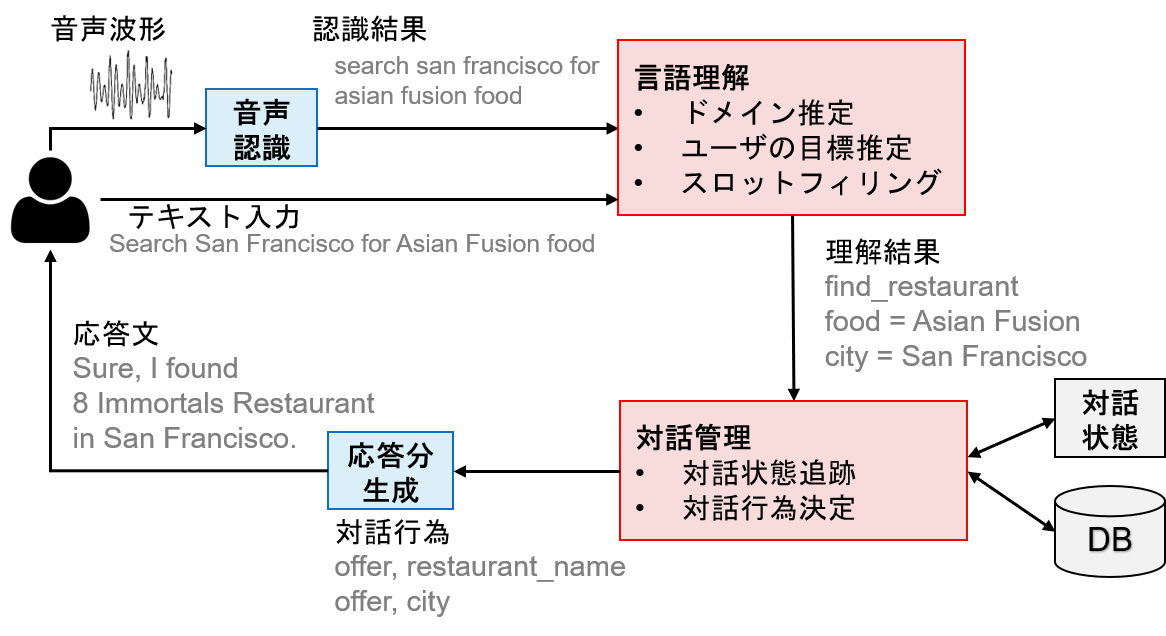 音声波形
認識結果
search san francisco for
asian fusion food
音声
認識
言語理解
• ドメイン推定
• ユーザの目標推定
• スロットフィリング
テキスト入力
Search San Francisco for Asian Fusion food
理解結果
find_restaurant
food = Asian Fusion
city = San Francisco
応答文
Sure, I found
8 Immortals Restaurant
in San Francisco.
応答分
生成
対話行為
offer, restaurant_name
offer, city
対話管理
• 対話状態追跡
• 対話行為決定
対話
状態
DB